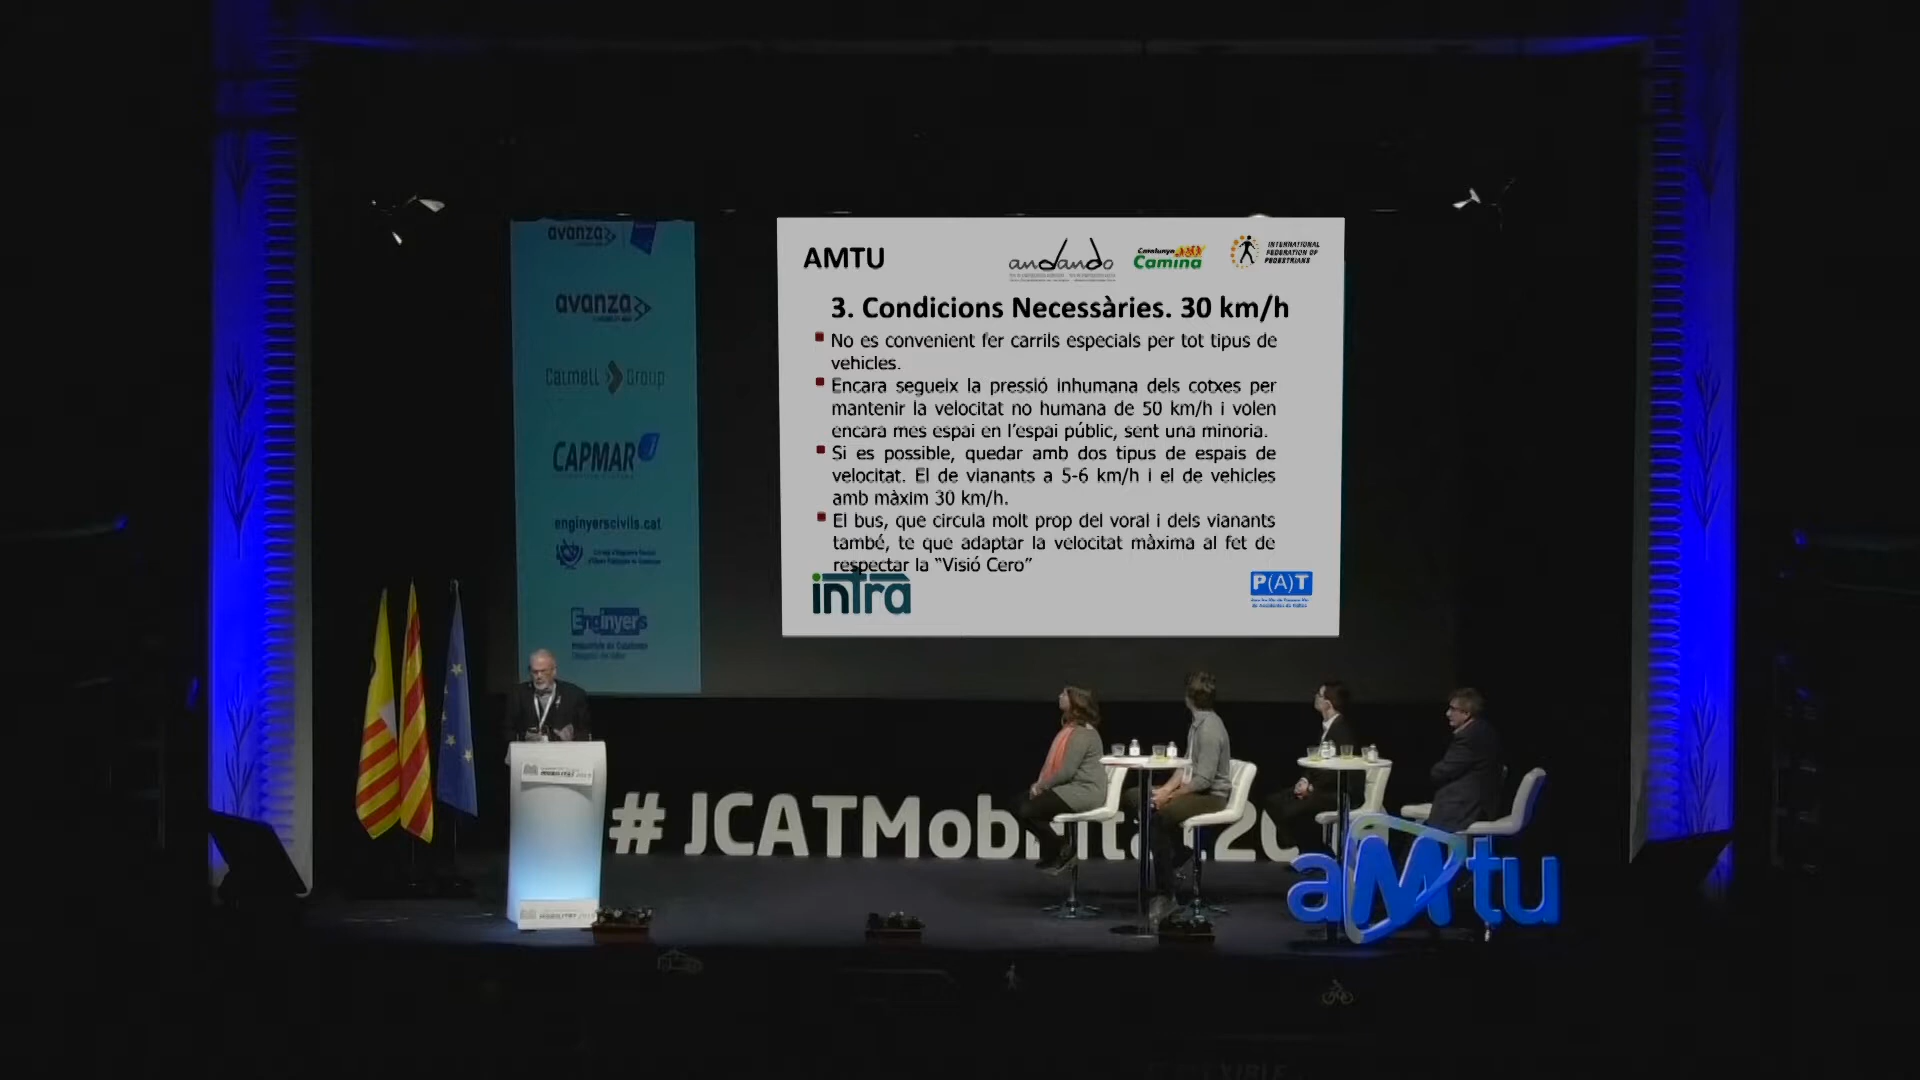 avanza
avanza
Calmell Group
CAPMAR
enginyerscivils.cat
Enginyers
AMTU
andando
Catalunya
Camina
INTERNATIONAL
FEDERATION OF
PEDESTRIANS
3. Condicions Necessàries. 30 km/h
No es convenient fer carrils especials per tot tipus de
vehicles.
Encara segueix la pressió inhumana dels cotxes per
mantenir la velocitat no humana de 50 km/h i volen
encara mes espai en l'espai públic, sent una minoria.
Si es possible, quedar amb dos tipus de espais de
velocitat. El de vianants a 5-6 km/h i el de vehicles
amb màxim 30 km/h.
El bus, que circula molt prop del voral i dels vianants
també, te que adaptar la velocitat màxima al fet de
respectar la “Visió Cero”
intra
P(A)T
# JCATMob
aMtu